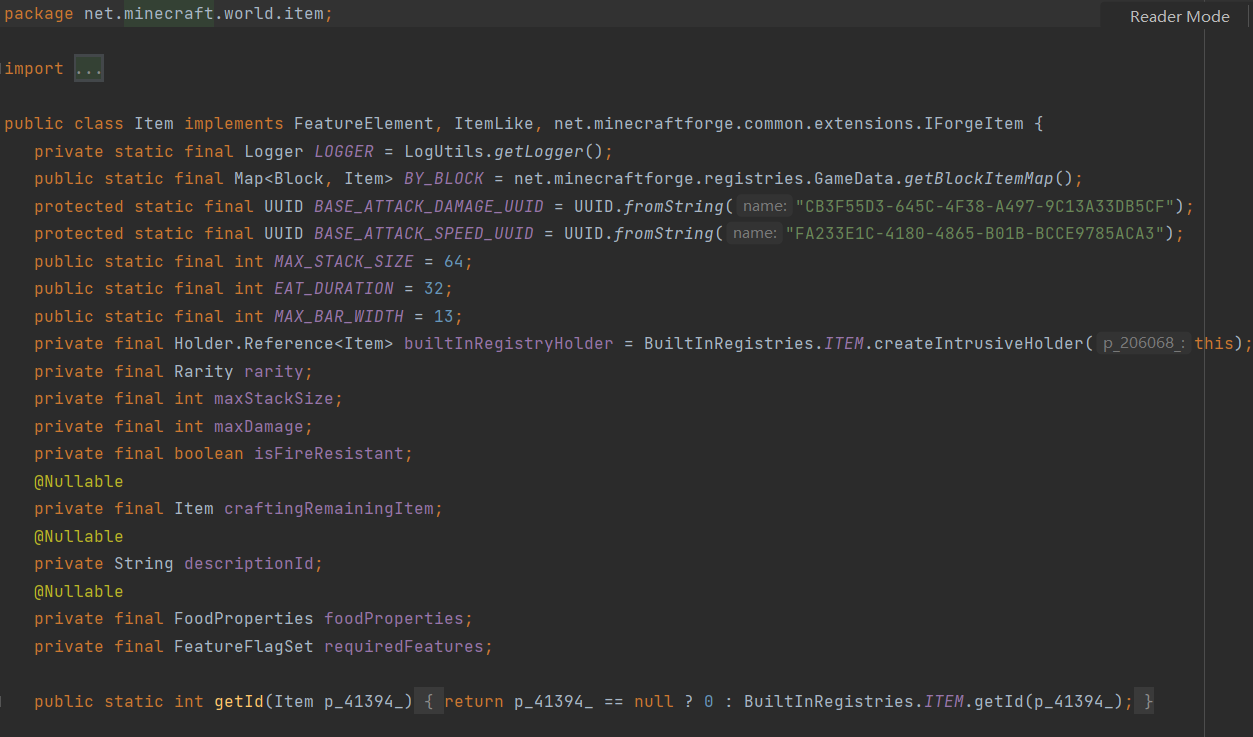 package net.minecraft.world.item;
Reader Mode
import ...
public class Item implements FeatureElement, ItemLike, net.minecraftforge.common.extensions.IForgeItem {
private static final Logger LOGGER = LogUtils.getLogger();
public static final Map<Block, Item> BY_BLOCK = net.minecraftforge.registries.GameData.getBlockItemMap();
protected static final UUID BASE_ATTACK_DAMAGE_UUID = UUID.fromString( name: "CB3F55D3-645C-4F38-A497-9C13A33DB5CF");
protected static final UUID BASE_ATTACK_SPEED_UUID = UUID.fromString( name: "FA233E1C-4180-4865-B01B-BCCE9785ACA3");
public static final int MAX_STACK_SIZE = 64;
public static final int EAT_DURATION = 32;
public static final int MAX_BAR_WIDTH = 13;
private final Holder.Reference<Item> builtInRegistryHolder = BuiltInRegistries.ITEM.createIntrusiveHolder( p_206068_: this);
private final Rarity rarity;
private final int maxStackSize;
private final int maxDamage;
private final boolean isFireResistant;
@Nullable
private final Item craftingRemainingItem;
@Nullable
private String descriptionId;
@Nullable
private final FoodProperties foodProperties;
private final FeatureFlagSet requiredFeatures;
public static int getId(Item p_41394_) { return p_41394_ == null ? 0 : BuiltInRegistries.ITEM.getId(p_41394_); }